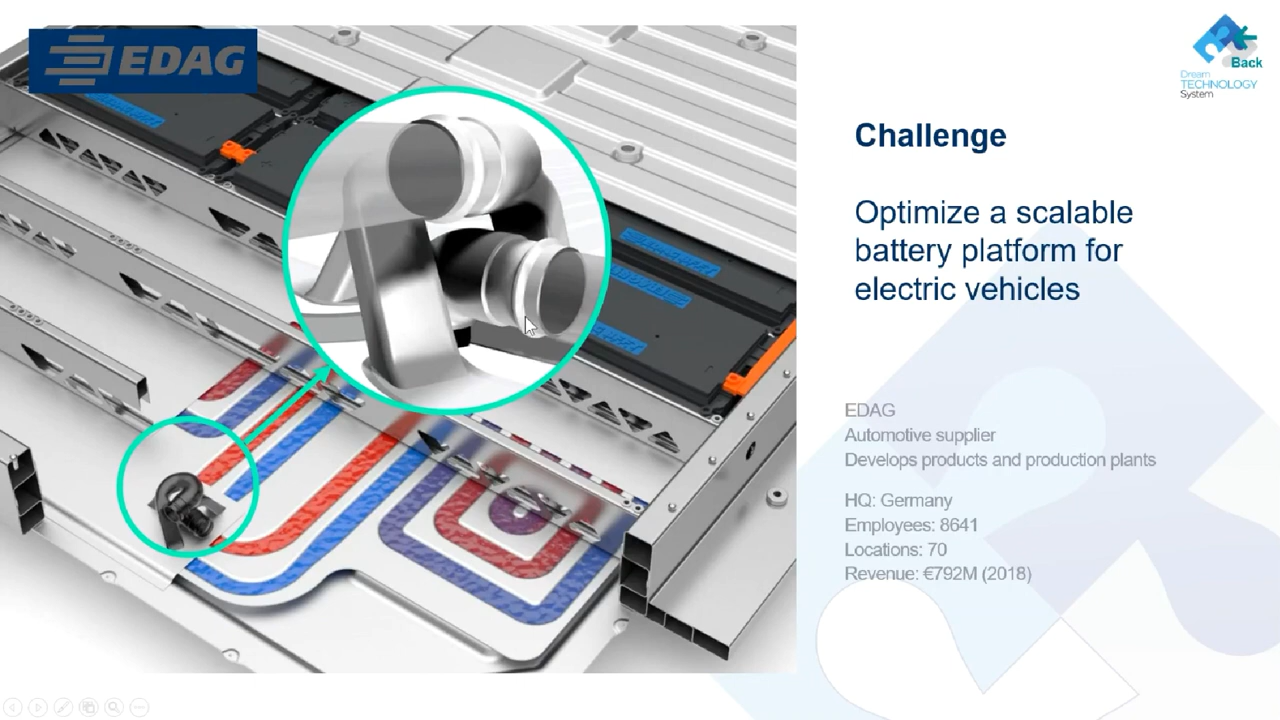 EDAG
Back
Dream
TECHNOLOGY
System
Challenge
Optimize a scalable
battery platform for
electric vehicles
EDAG
Automotive supplier
Develops products and production plants
HQ: Germany
Employees: 8641
Locations: 70
Revenue: €792M (2018)